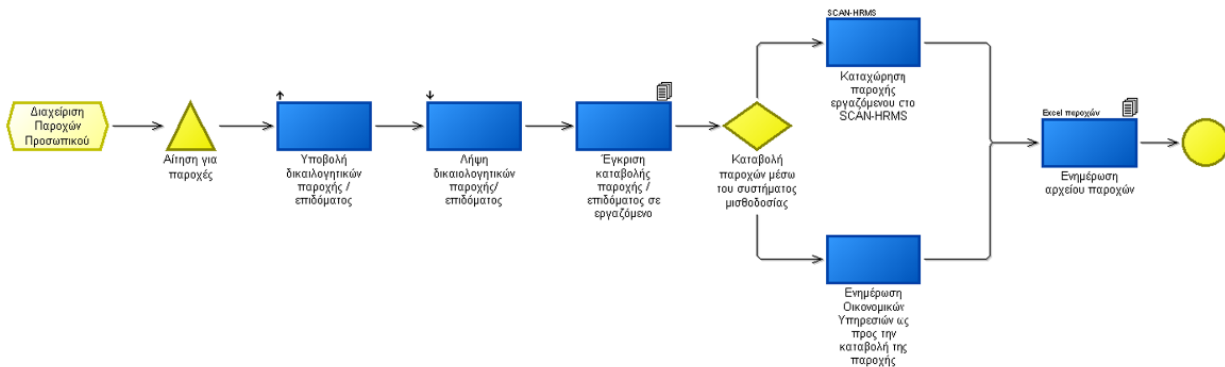 Διαχείριση
Παροχών
Προσωπικού
Αίτηση για
παροχές
Υποβολή
δικαιλογητικών
παροχής /
επιδόματος
Λήψη
δικαιολογητικών
παροχής/
επιδόματος
Έγκριση
καταβολής
παροχής /
επιδόματος σε
εργαζόμενο
Καταβολή
παροχών μέσω
του συστήματος
μισθοδοσίας
SCAN-HRMS
Καταχώρηση
παροχής
εργαζόμενου στο
SCAN-HRMS
Ενημέρωση
Οικονομικών
Υπηρεσιών ως
προς την
καταβολή της
παροχής
Excel παροχών
Ενημέρωση
αρχείου παροχών